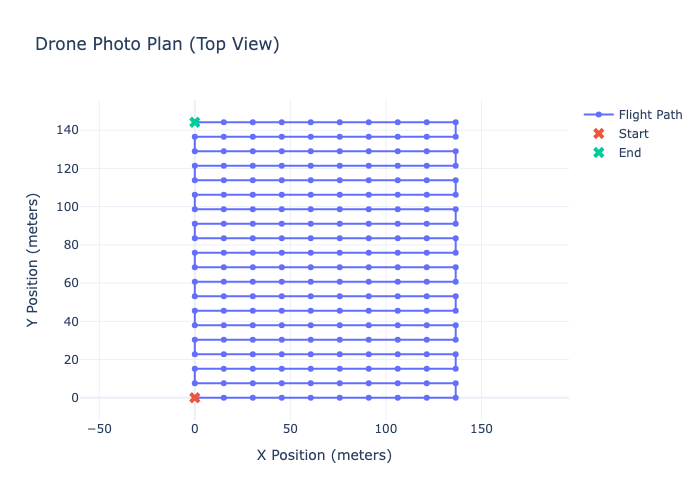 Drone Photo Plan (Top View)
Flight Path
Start
End
140
120
100
80
60
40
20
0
Y Position (meters)
−50
0
50
100
150
X Position (meters)